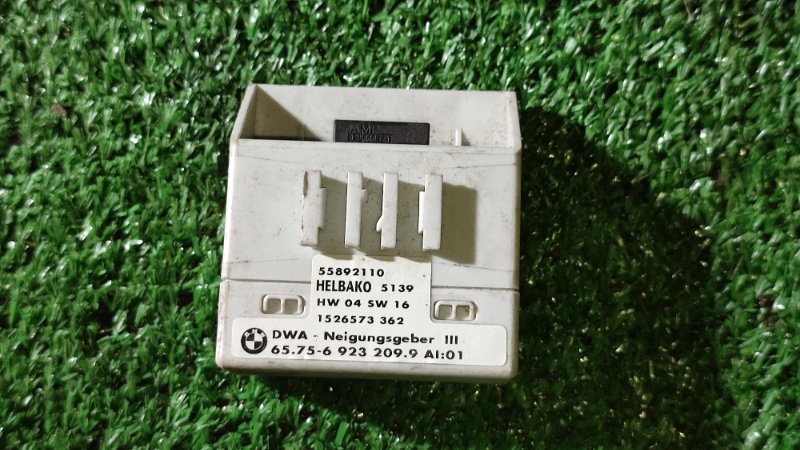 AMP
55892110
HELBAKO 5139
HW 04 SW 16
1526573 362
DWA - Neigungsgeber III
65.75-6 923 209.9 AI:01